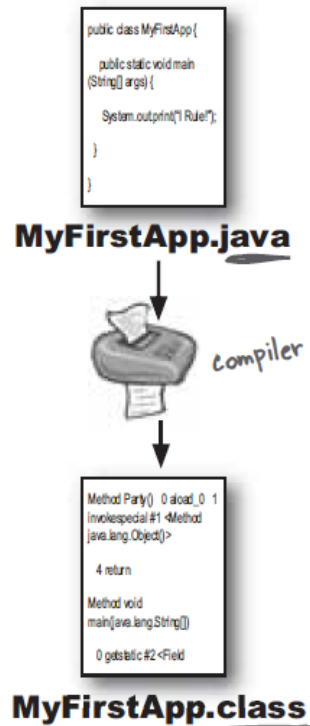 public class MyFirstApp {
public static void main
(String[] args) {
System.out.print("I Rule!");
}
}
MyFirstApp.java
compiler
Method Party() 0 aload_0 1
invokespecial #1 <Method
java.lang.Object()>
4 return
Method void
main(java.lang.String[])
0 getstatic #2 <Field
MyFirstApp.class